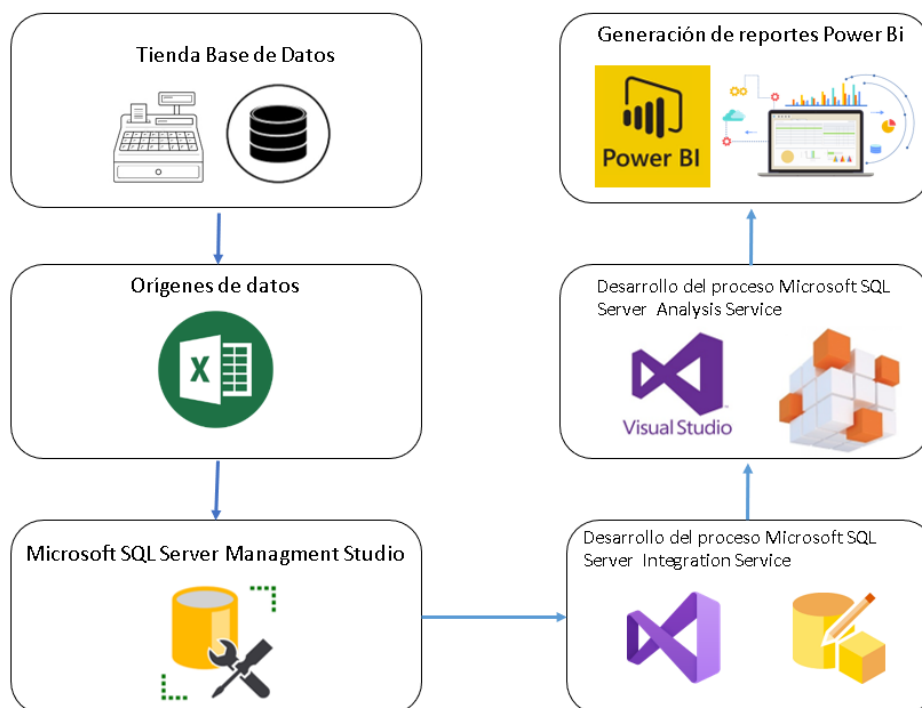 Tienda Base de Datos
Orígenes de datos
X
Microsoft SQL Server Managment Studio
Desarrollo del proceso Microsoft SQL
Server Integration Service
Desarrollo del proceso Microsoft SQL
Server Analysis Service
Visual Studio
Generación de reportes Power Bi
Power BI